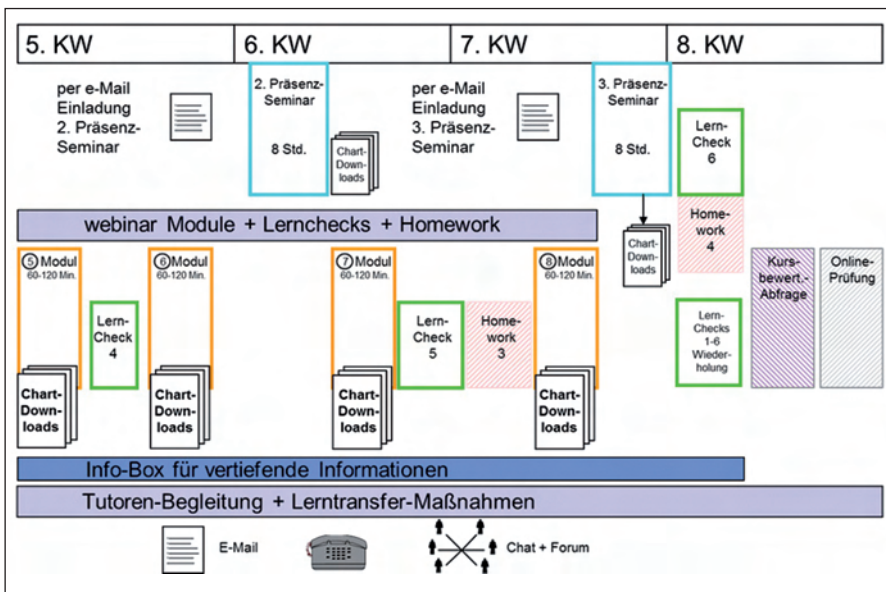 5. KW
6. KW
7. KW
8. KW
per e-Mail
Einladung
2. Präsenz-
Seminar
2. Präsenz-
Seminar
8 Std.
Chart-
Down-
loads
per e-Mail
Einladung
3. Präsenz-
Seminar
3. Präsenz-
Seminar
8 Std.
Lern-
Check
6
webinar Module + Lernchecks + Homework
Chart-
Down-
loads
Home-
work
4
5 Modul
60-120 Min.
Lern-
Check
4
6 Modul
60-120 Min.
7 Modul
60-120 Min.
Lern-
Check
5
Home-
work
3
8 Modul
60-120 Min.
Lern-
Checks
1-6
Wieder-
holung
Kurs-
bewert.-
Abfrage
Online-
Prüfung
Chart-
Down-
loads
Chart-
Down-
loads
Chart-
Down-
loads
Chart-
Down-
loads
Info-Box für vertiefende Informationen
Tutoren-Begleitung + Lerntransfer-Maßnahmen
E-Mail
Chat + Forum